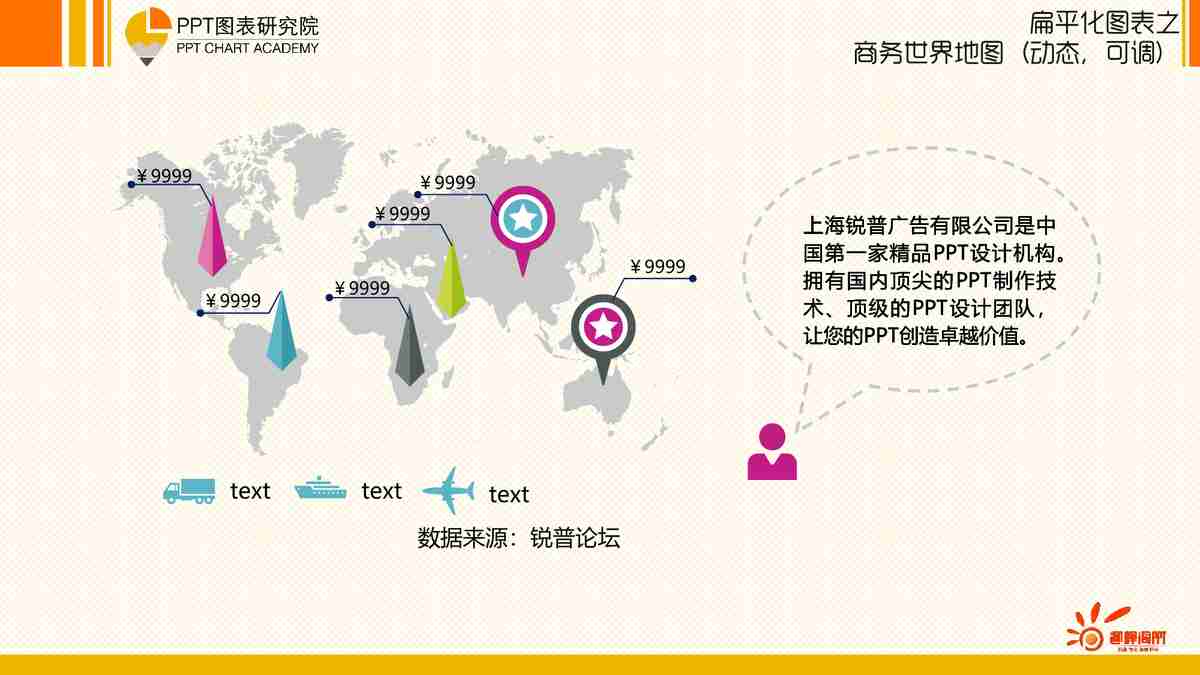 PPT图表研究院
PPT CHART ACADEMY
扁平化图表之
商务世界地图（动态，可调）
￥9999
￥9999
￥9999
￥9999
￥9999
￥9999
上海锐普广告有限公司是中
国第一家精品PPT设计机构。
拥有国内顶尖的PPT制作技
术、顶级的PPT设计团队，
让您的PPT创造卓越价值。
text
text
text
数据来源：锐普论坛